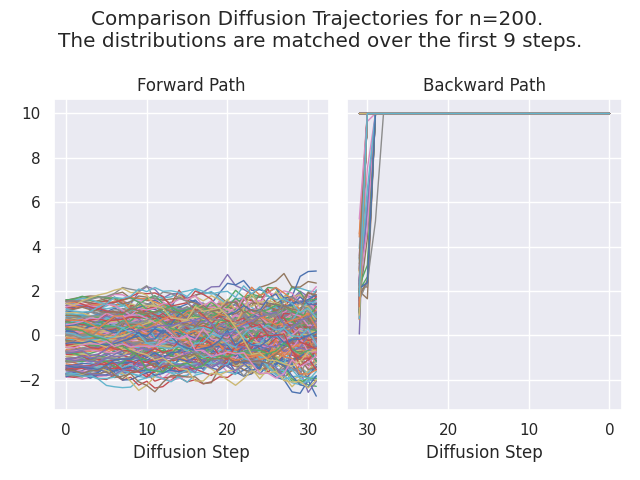 Comparison Diffusion Trajectories for n=200.
The distributions are matched over the first 9 steps.
Forward Path
Backward Path
10
8
6
4
2
0
−2
0 10 20 30
30 20 10 0
Diffusion Step
Diffusion Step